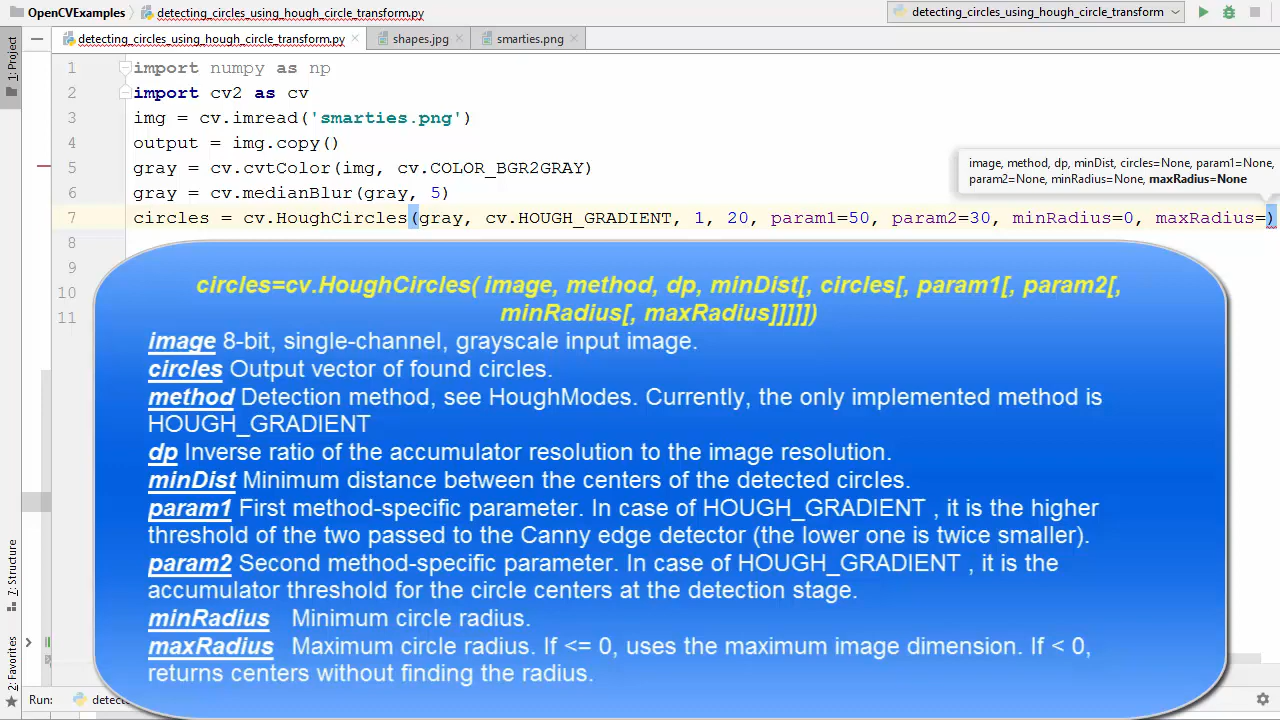 OpenCVExamples detecting_circles_using_hough_circle_transform.py
detecting_circles_using_hough_circle_transform
detecting_circles_using_hough_circle_transform.py shapes.jpg smarties.png
1: Project
1 import numpy as np
2 import cv2 as cv
3 img = cv.imread('smarties.png')
4 output = img.copy()
5 gray = cv.cvtColor(img, cv.COLOR_BGR2GRAY)
image, method, dp, minDist, circles=None, param1=None,
param2=None, minRadius=None, maxRadius=None
6 gray = cv.medianBlur(gray, 5)
7 circles = cv.HoughCircles(gray, cv.HOUGH_GRADIENT, 1, 20, param1=50, param2=30, minRadius=0, maxRadius=)
8
9
10
11
circles=cv.HoughCircles( image, method, dp, minDist[, circles[, param1[, param2[,
minRadius[, maxRadius]]]]])
image 8-bit, single-channel, grayscale input image.
circles Output vector of found circles.
method Detection method, see HoughModes. Currently, the only implemented method is
HOUGH_GRADIENT
dp Inverse ratio of the accumulator resolution to the image resolution.
minDist Minimum distance between the centers of the detected circles.
param1 First method-specific parameter. In case of HOUGH_GRADIENT , it is the higher
threshold of the two passed to the Canny edge detector (the lower one is twice smaller).
param2 Second method-specific parameter. In case of HOUGH_GRADIENT , it is the
accumulator threshold for the circle centers at the detection stage.
minRadius Minimum circle radius.
maxRadius Maximum circle radius. If <= 0, uses the maximum image dimension. If < 0,
returns centers without finding the radius.
7: Structure
2: Favorites
Run: